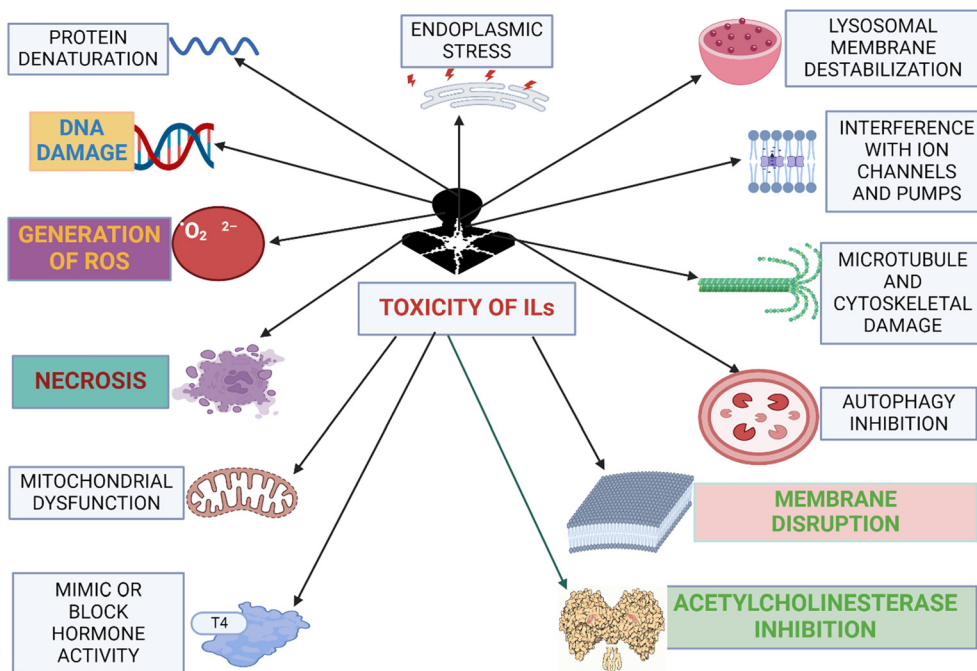 PROTEIN
DENATURATION
ENDOPLASMIC
STRESS
LYSOSOMAL
MEMBRANE
DESTABILIZATION
DNA
DAMAGE
INTERFERENCE
WITH ION
CHANNELS
AND PUMPS
GENERATION
OF ROS
•O₂ ²⁻
MICROTUBULE
AND
CYTOSKELETAL
DAMAGE
TOXICITY OF ILs
NECROSIS
AUTOPHAGY
INHIBITION
MITOCHONDRIAL
DYSFUNCTION
MEMBRANE
DISRUPTION
MIMIC OR
BLOCK
HORMONE
ACTIVITY
T4
ACETYLCHOLINESTERASE
INHIBITION